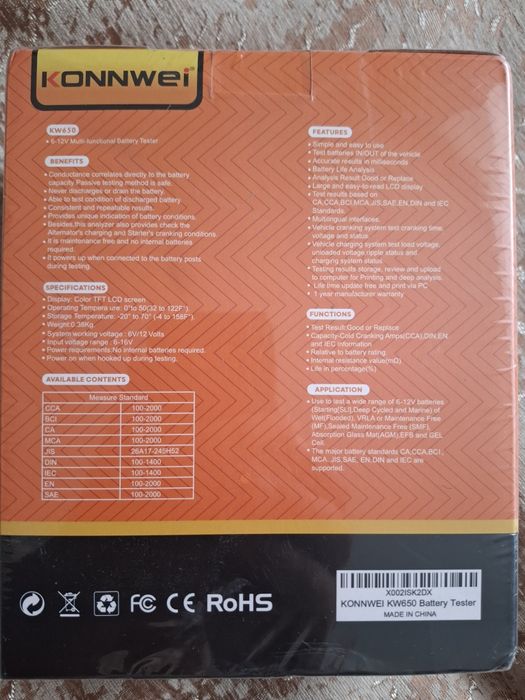 KONNWEI
KW650
• 6-12V Multi-functional Battery Tester
BENEFITS
• Conductance correlates directly to the battery
capacity Passive testing method is safe.
• Never discharges or drain the battery.
• Able to test condition of discharged battery
• Consistent and repeatable results.
• Provides unique indication of battery conditions.
• Besides,this analyzer also provides check the
Alternator's charging and Starter's cranking conditions
• It is maintenance free and no internal batteries
required.
• It powers up when connected to the battery posts
during testing.
SPECIFICATIONS
• Display: Color TFT LCD screen
• Operating Tempera ure: 0°to 50(32 to 122F°).
• Storage Temperature: -20° to 70° (-4 to 158F°).
• Weight:0.38Kg
• System working voltage : 6V/12 Volts
• Input voltage range : 6-16V
• Power requirements:No internal batteries required.
• Power on when hooked up during testing.
AVAILABLE CONTENTS
Measure Standard
CCA 100-2000
BCI 100-2000
CA 100-2000
MCA 100-2000
JIS 26A17-245H52
DIN 100-1400
IEC 100-1400
EN 100-2000
SAE 100-2000
FEATURES
• Simple and easy to use
• Test batteries IN/OUT of the vehicle
• Accurate results in milliseconds
• Battery Life Analysis
• Analysis Result Good or Replace
• Large and easy-to-read LCD display
• Test results based on
CA,CCA,BCI,MCA,JIS,SAE,EN,DIN and IEC
Standards.
• Multilingual interfaces.
• Vehicle cranking system test cranking time,
voltage and status.
• Vehicle charging system test load voltage,
unloaded voltage ripple status and
charging system status.
• Testing results storage, review and upload
to computer for Printing and deep analysis.
• Life time update free and print via PC
• 1 year manufacturer warranty
FUNCTIONS
• Test Result:Good or Replace
• Capacity-Cold Cranking Amps(CCA),DIN,EN
and IEC information
• Relative to battery rating
• Internal resistance value(mΩ)
• Life in percentage(%)
APPLICATION
• Use to test a wide range of 6-12V batteries
(Starting[SLI],Deep Cycled and Marine) of
Wet(Flooded), VRLA or Maintenance Free
(MF),Sealed Maintenance Free (SMF),
Absorption Glass Mat(AGM),EFB and GEL
Cell.
• The major battery standards CA,CCA,BCI,
MCA, JIS,SAE, EN,DIN and IEC are
supported.
FC CE RoHS
X002ISK2DX
KONNWEI KW650 Battery Tester
MADE IN CHINA